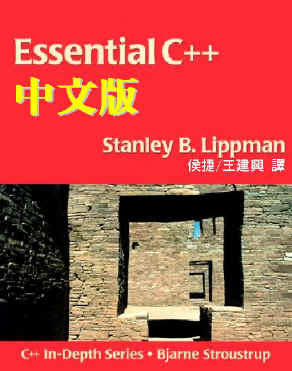 Essential C++
中文版
Stanley B. Lippman
侯捷/王建興 譯
C++ In-Depth Series • Bjarne Stroustrup